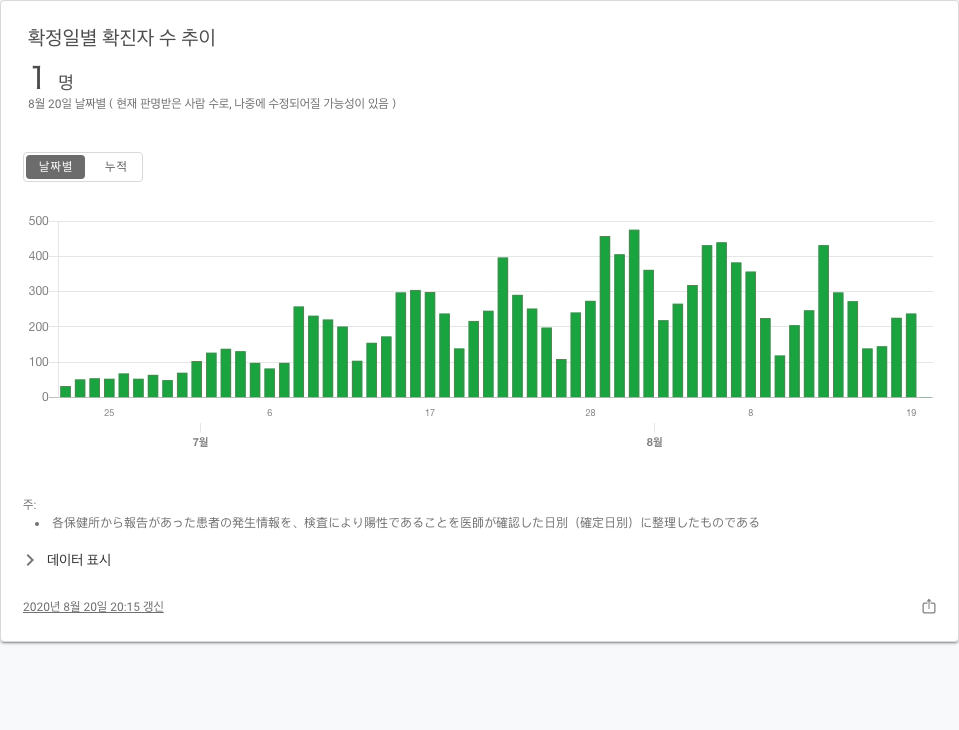 확정일별 확진자 수 추이
1 명
8월 20일 날짜별 ( 현재 판명받은 사람 수로, 나중에 수정되어질 가능성이 있음 )
날짜별 누적
500
400
300
200
100
0
25 6 17 28 8 19
7월 8월
주:
• 各保健所から報告があった患者の発生情報を、検査により陽性であることを医師が確認した日別（確定日別）に整理したものである
데이터 표시
2020년 8월 20일 20:15 갱신